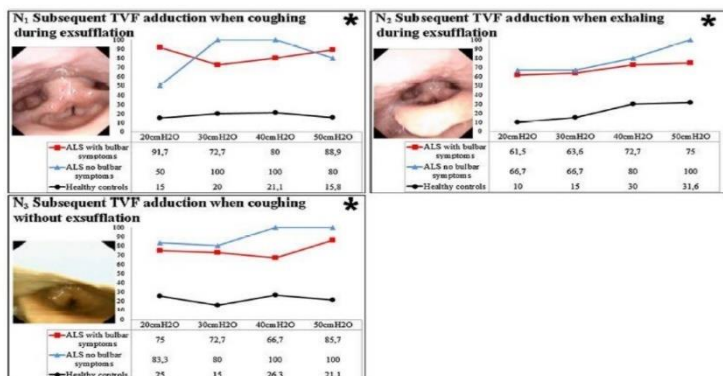 N₁ Subsequent TVF adduction when coughing
during exsufflation
*
100
90
80
70
60
50
40
30
20
10
0
20cmH2O 30cmH2O 40cmH2O 50cmH2O
ALS with bulbar symptoms 91,7 72,7 80 88,9
ALS no bulbar symptoms 50 100 100 80
Healthy controls 15 20 21,1 15,8
N₂ Subsequent TVF adduction when exhaling
during exsufflation
*
100
90
80
70
60
50
40
30
20
10
0
20cmH2O 30cmH2O 40cmH2O 50cmH2O
ALS with bulbar symptoms 61,5 63,6 72,7 75
ALS no bulbar symptoms 66,7 66,7 80 100
Healthy controls 10 15 30 31,6
N₃ Subsequent TVF adduction when coughing
without exsufflation
*
100
90
80
70
60
50
40
30
20
10
0
20cmH2O 30cmH2O 40cmH2O 50cmH2O
ALS with bulbar symptoms 75 72,7 66,7 85,7
ALS no bulbar symptoms 83,3 80 100 100
Healthy controls 25 15 26,3 21,1